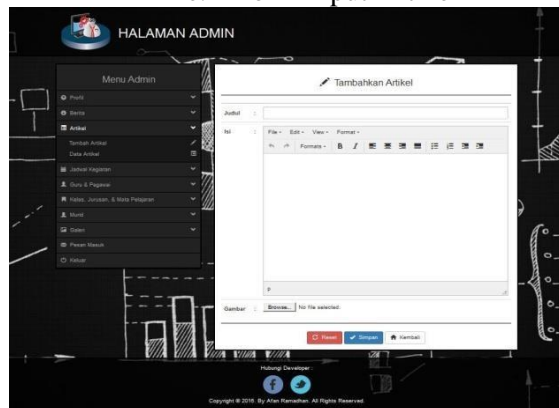 HALAMAN ADMIN
Menu Admin
Profil
Berita
Artikel
Tambah Artikel
Data Artikel
Jadwal Kegiatan
Guru & Pegawai
Kelas, Jurusan, & Mata Pelajaran
Murid
Galeri
Pesan Masuk
Keluar
Tambahkan Artikel
Judul :
Isi :
File Edit View Format
Formats B I
P
Gambar : Browse... No file selected.
Reset Simpan Kembali
Hubungi Developer :
Copyright © 2016. By Allan Ramadhan. All Rights Reserved.